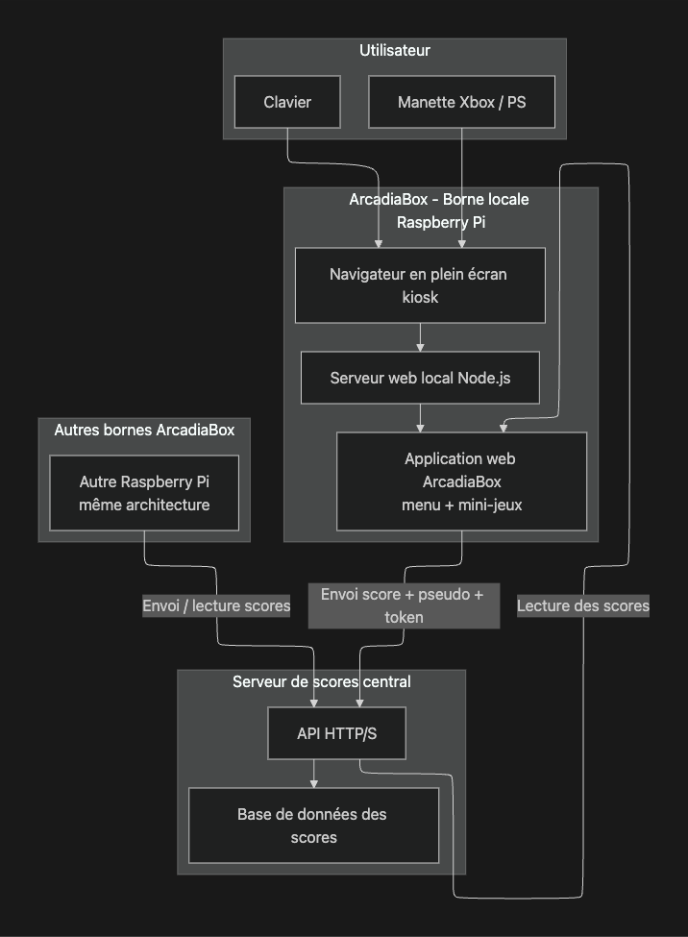 Utilisateur
Clavier
Manette Xbox / PS
ArcadiaBox - Borne locale
Raspberry Pi
Navigateur en plein écran
kiosk
Serveur web local Node.js
Autres bornes ArcadiaBox
Autre Raspberry Pi
même architecture
Application web
ArcadiaBox
menu + mini-jeux
Envoi / lecture scores
Envoi score + pseudo +
token
Lecture des scores
Serveur de scores central
API HTTP/S
Base de données des
scores